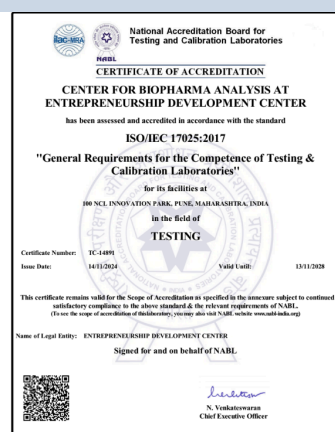 ilac-MRA
NABL
National Accreditation Board for
Testing and Calibration Laboratories
CERTIFICATE OF ACCREDITATION
CENTER FOR BIOPHARMA ANALYSIS AT
ENTREPRENEURSHIP DEVELOPMENT CENTER
has been assessed and accredited in accordance with the standard
ISO/IEC 17025:2017
"General Requirements for the Competence of Testing &
Calibration Laboratories"
for its facilities at
100 NCL INNOVATION PARK, PUNE, MAHARASHTRA, INDIA
in the field of
TESTING
Certificate Number: TC-14891
Issue Date: 14/11/2024 Valid Until: 13/11/2028
This certificate remains valid for the Scope of Accreditation as specified in the annexure subject to continued
satisfactory compliance to the above standard & the relevant requirements of NABL.
(To see the scope of accreditation of this laboratory, you may also visit NABL website www.nabl-india.org)
Name of Legal Entity: ENTREPRENEURSHIP DEVELOPMENT CENTER
Signed for and on behalf of NABL
N. Venkateswaran
Chief Executive Officer